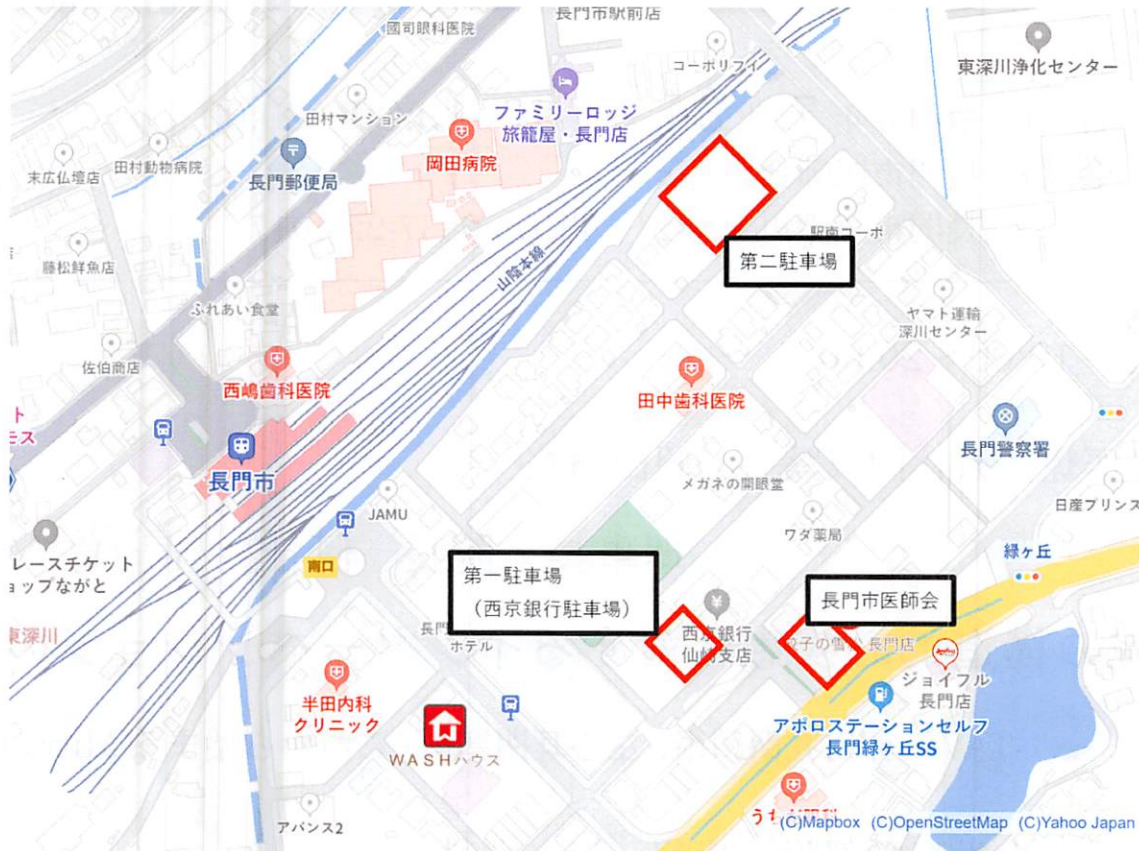 長門市駅前店
國司眼科医院
コーポリフィ
東深川浄化センター
ファミリーロッジ
旅籠屋・長門店
田村マンション
岡田病院
末広仏壇店
田村動物病院
長門郵便局
駅南コーポ
第二駐車場
藤松鮮魚店
山陰本線
ふれあい食堂
ヤマト運輸
深川センター
佐伯商店
西嶋歯科医院
田中歯科医院
長門警察署
長門市
メガネの開眼堂
JAMU
日産プリンス
ワダ薬局
レースチケット
ョップながと
南口
緑ヶ丘
第一駐車場
(西京銀行駐車場)
長門市医師会
東深川
ホテル
西京銀行
仙崎支店
餃子の雪松 長門店
ジョイフル
長門店
半田内科
クリニック
アポロステーションセルフ
長門緑ヶ丘SS
WASHハウス
アバンス2
(C)Mapbox (C)OpenStreetMap (C)Yahoo Japan